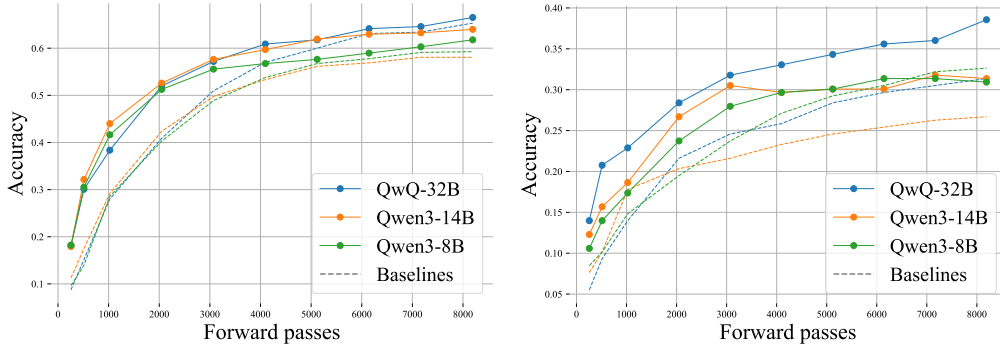 Accuracy
0.6
0.5
0.4
0.3
0.2
0.1
0 1000 2000 3000 4000 5000 6000 7000 8000
Forward passes
QwQ-32B
Qwen3-14B
Qwen3-8B
Baselines
Accuracy
0.40
0.35
0.30
0.25
0.20
0.15
0.10
0.05
0 1000 2000 3000 4000 5000 6000 7000 8000
Forward passes
QwQ-32B
Qwen3-14B
Qwen3-8B
Baselines